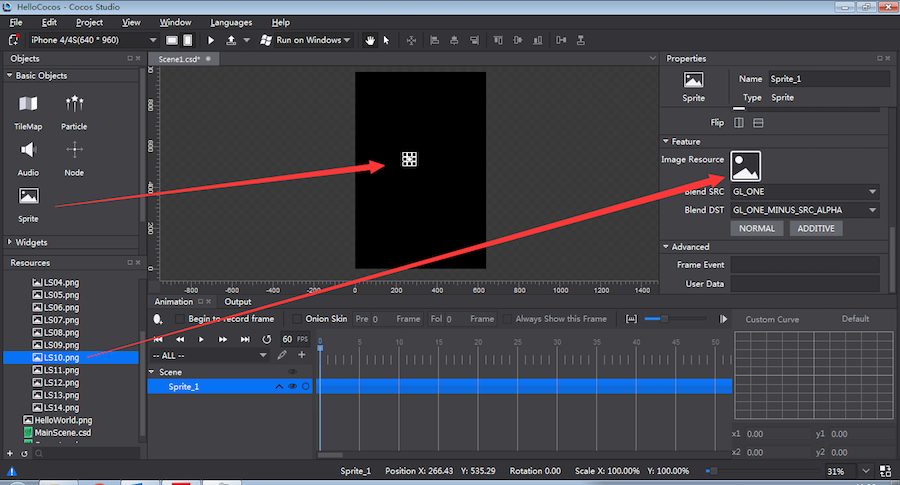 HelloCocos - Cocos Studio
File Edit Project View Window Languages Help
iPhone 4/4S(640 * 960) Run on Windows
Objects
Basic Objects
TileMap Particle
Audio Node
Sprite
Widgets
Resources
LS04.png
LS05.png
LS06.png
LS07.png
LS08.png
LS09.png
LS10.png
LS11.png
LS12.png
LS13.png
LS14.png
HelloWorld.png
MainScene.csd
Scene1.csd*
800
600
400
200
0
-800 -600 -400 -200 0 200 400 600 800 1000 1200 1400
Animation Output
Begin to record frame Onion Skin Pre 0 Frame Fol 0 Frame Always Show this Frame
60 FPS
-- ALL --
0 5 10 15 20 25 30 35 40 45 50
Scene
Sprite_1
Properties
Sprite
Name Sprite_1
Type Sprite
Flip
Feature
Image Resource
Blend SRC GL_ONE
Blend DST GL_ONE_MINUS_SRC_ALPHA
NORMAL ADDITIVE
Advanced
Frame Event
User Data
Custom Curve Default
x1 0.00 y1 0.00
x2 0.00 y2 0.00
Sprite_1 Position X: 266.43 Y: 535.29 Rotation 0.00 Scale X: 100.00% Y: 100.00% 31%